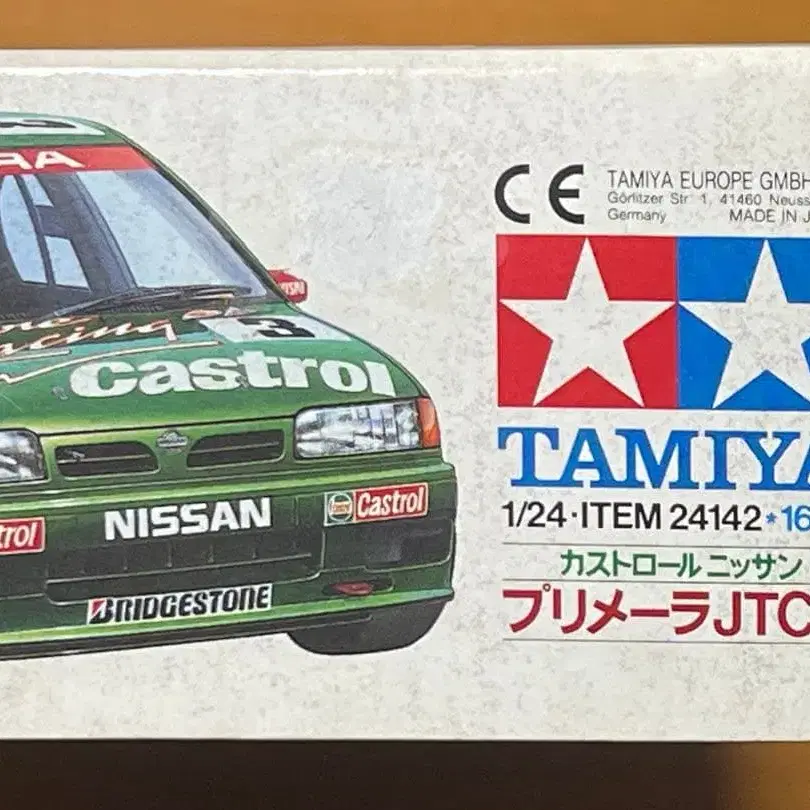 RA
3
Castrol
NISSAN
Castrol
trol
BRIDGESTONE
CE
TAMIYA EUROPE GMBH
Görlitzer Str. 1, 41460 Neuss
Germany MADE IN J
TAMIYA
1/24・ITEM 24142★16
カストロール ニッサン
プリメーラJTC